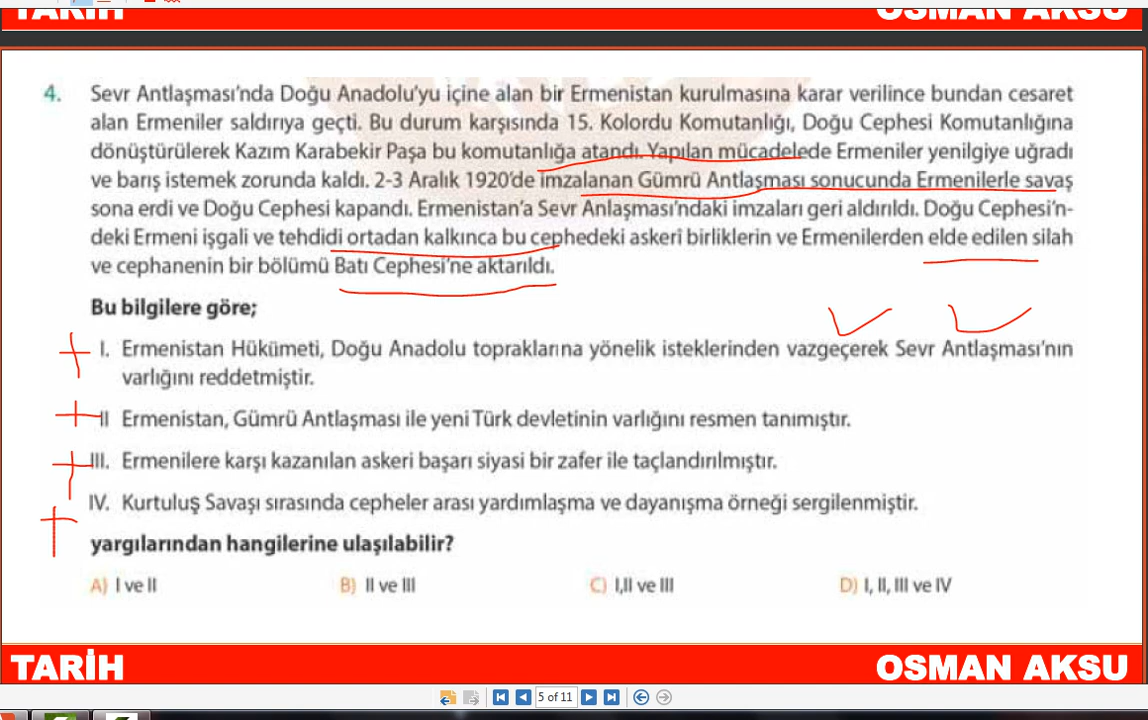 TARİH OSMAN AKSU
4. Sevr Antlaşması’nda Doğu Anadolu’yu içine alan bir Ermenistan kurulmasına karar verilince bundan cesaret
alan Ermeniler saldırıya geçti. Bu durum karşısında 15. Kolordu Komutanlığı, Doğu Cephesi Komutanlığına
dönüştürülerek Kazım Karabekir Paşa bu komutanlığa atandı. Yapılan mücadelede Ermeniler yenilgiye uğradı
ve barış istemek zorunda kaldı. 2-3 Aralık 1920’de imzalanan Gümrü Antlaşması sonucunda Ermenilerle savaş
sona erdi ve Doğu Cephesi kapandı. Ermenistan’a Sevr Anlaşması’ndaki imzaları geri aldırıldı. Doğu Cephesi’n-
deki Ermeni işgali ve tehdidi ortadan kalkınca bu cephedeki askerî birliklerin ve Ermenilerden elde edilen silah
ve cephanenin bir bölümü Batı Cephesi’ne aktarıldı.
Bu bilgilere göre;
I. Ermenistan Hükümeti, Doğu Anadolu topraklarına yönelik isteklerinden vazgeçerek Sevr Antlaşması’nın
varlığını reddetmiştir.
II Ermenistan, Gümrü Antlaşması ile yeni Türk devletinin varlığını resmen tanımıştır.
III. Ermenilere karşı kazanılan askeri başarı siyasi bir zafer ile taçlandırılmıştır.
IV. Kurtuluş Savaşı sırasında cepheler arası yardımlaşma ve dayanışma örneği sergilenmiştir.
yargılarından hangilerine ulaşılabilir?
A) I ve II B) II ve III C) I,II ve III D) I, II, III ve IV
TARİH OSMAN AKSU
5 of 11